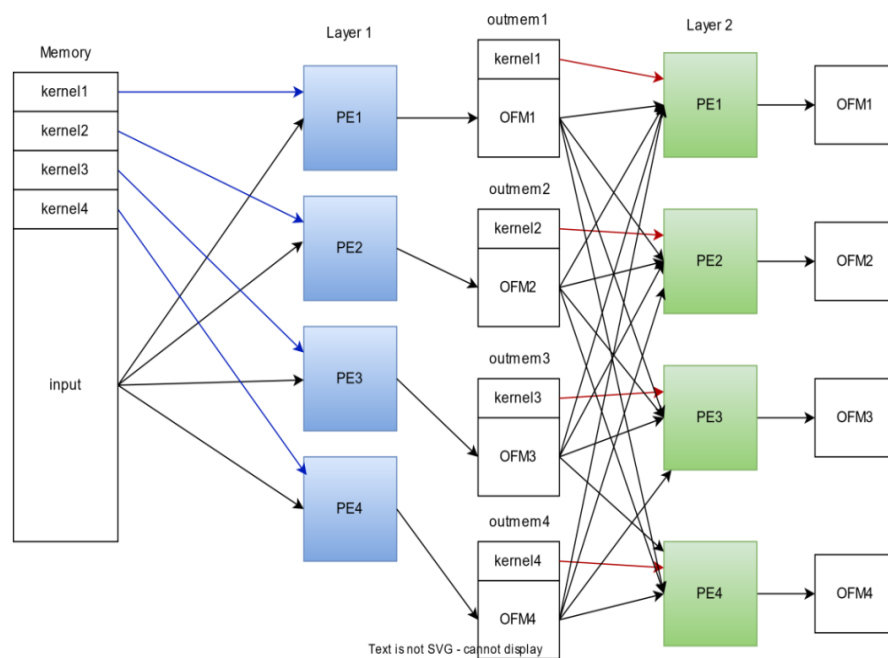 Memory
kernel1
kernel2
kernel3
kernel4
input
Layer 1
PE1
PE2
PE3
PE4
outmem1
kernel1
OFM1
outmem2
kernel2
OFM2
outmem3
kernel3
OFM3
outmem4
kernel4
OFM4
Layer 2
PE1
PE2
PE3
PE4
OFM1
OFM2
OFM3
OFM4
Text is not SVG - cannot display